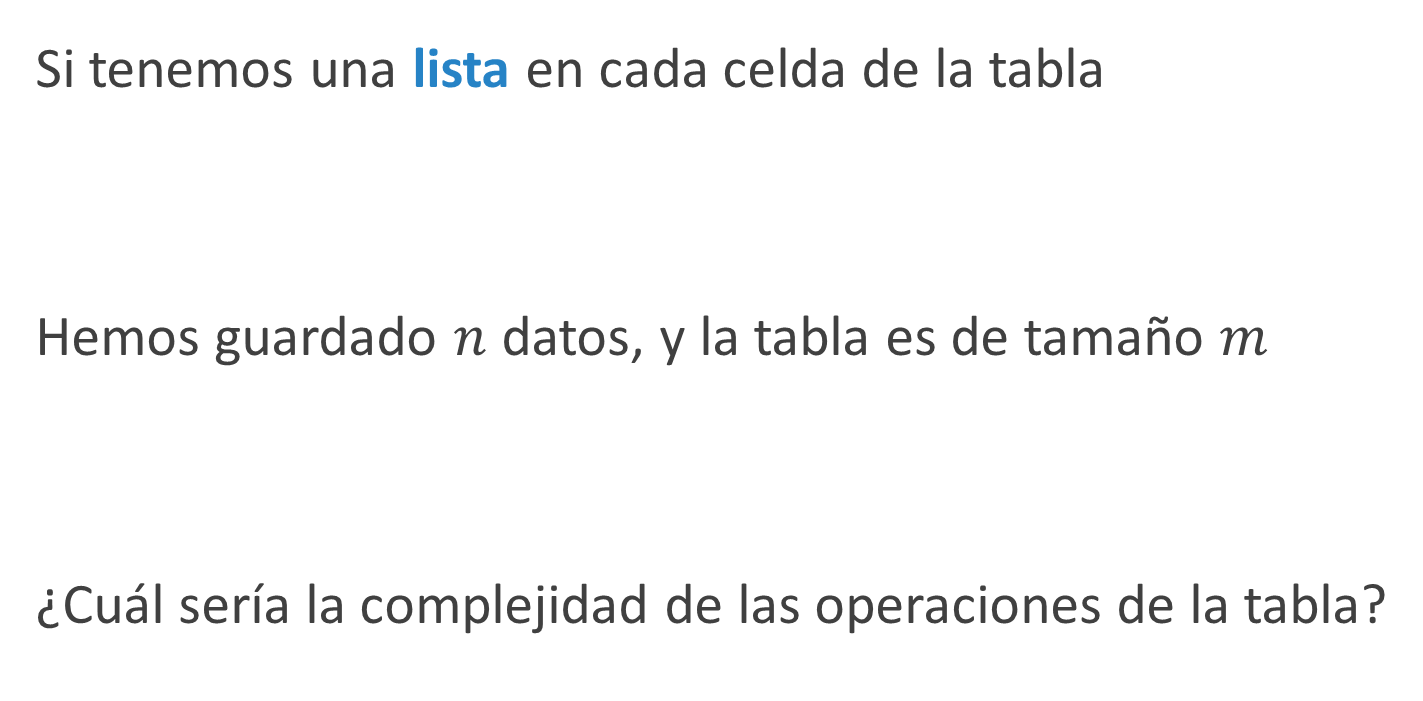 Si tenemos una lista en cada celda de la tabla
Hemos guardado n datos, y la tabla es de tamaño m
¿Cuál sería la complejidad de las operaciones de la tabla?